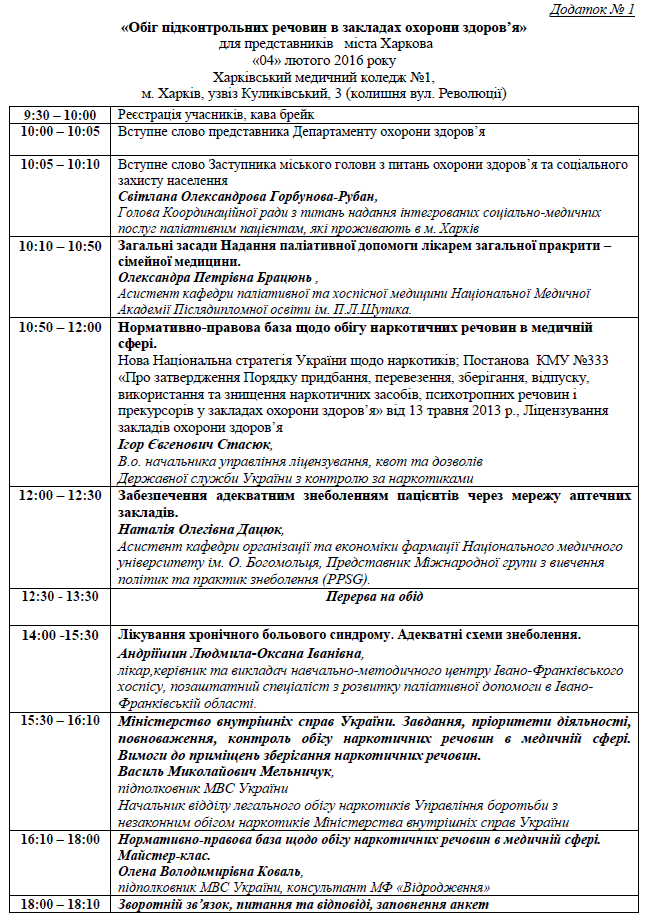 Додаток № 1
«Обіг підконтрольних речовин в закладах охорони здоров’я»
для представників міста Харкова
«04» лютого 2016 року
Харківський медичний коледж №1,
м. Харків, узвіз Куликівський, 3 (колишня вул. Революції)
9:30 – 10:00 Реєстрація учасників, кава брейк
10:00 – 10:05 Вступне слово представника Департаменту охорони здоров’я
10:05 – 10:10 Вступне слово Заступника міського голови з питань охорони здоров’я та соціального
захисту населення
Світлана Олександрова Горбунова-Рубан,
Голова Координаційної ради з питань надання інтегрованих соціально-медичних
послуг паліативним пацієнтам, які проживають в м. Харків
10:10 – 10:50 Загальні засади Надання паліативної допомоги лікарем загальної пракрити –
сімейної медицини.
Олександра Петрівна Брацюнь ,
Асистент кафедри паліативної та хоспісної медицини Національної Медичної
Академії Післядипломної освіти ім. П.Л.Шупика.
10:50 – 12:00 Нормативно-правова база щодо обігу наркотичних речовин в медичній
сфері.
Нова Національна стратегія України щодо наркотиків; Постанова КМУ №333
«Про затвердження Порядку придбання, перевезення, зберігання, відпуску,
використання та знищення наркотичних засобів, психотропних речовин і
прекурсорів у закладах охорони здоров’я» від 13 травня 2013 р., Ліцензування
закладів охорони здоров’я
Ігор Євгенович Стасюк,
В.о. начальника управління ліцензування, квот та дозволів
Державної служби України з контролю за наркотиками
12:00 – 12:30 Забезпечення адекватним знеболенням пацієнтів через мережу аптечних
закладів.
Наталія Олегівна Дацюк,
Асистент кафедри організації та економіки фармації Національного медичного
університету ім. О. Богомольця, Представник Міжнародної групи з вивчення
політик та практик знеболення (PPSG).
12:30 - 13:30 Перерва на обід
14:00 -15:30 Лікування хронічного больового синдрому. Адекватні схеми знеболення.
Андріїшин Людмила-Оксана Іванівна,
лікар,керівник та викладач навчально-методичного центру Івано-Франківського
хоспісу, позаштатний спеціаліст з розвитку паліативної допомоги в Івано-
Франківській області.
15:30 – 16:10 Міністерство внутрішніх справ України. Завдання, пріоритети діяльності,
повноваження, контроль обігу наркотичних речовин в медичній сфері.
Вимоги до приміщень зберігання наркотичних речовин.
Василь Миколайович Мельничук,
підполковник МВС України
Начальник відділу легального обігу наркотиків Управління боротьби з
незаконним обігом наркотиків Міністерства внутрішніх справ України
16:10 – 18:00 Нормативно-правова база щодо обігу наркотичних речовин в медичній сфері.
Майстер-клас.
Олена Володимирівна Коваль,
підполковник МВС України, консультант МФ «Відродження»
18:00 – 18:10 Зворотній зв’язок, питання та відповіді, заповнення анкет